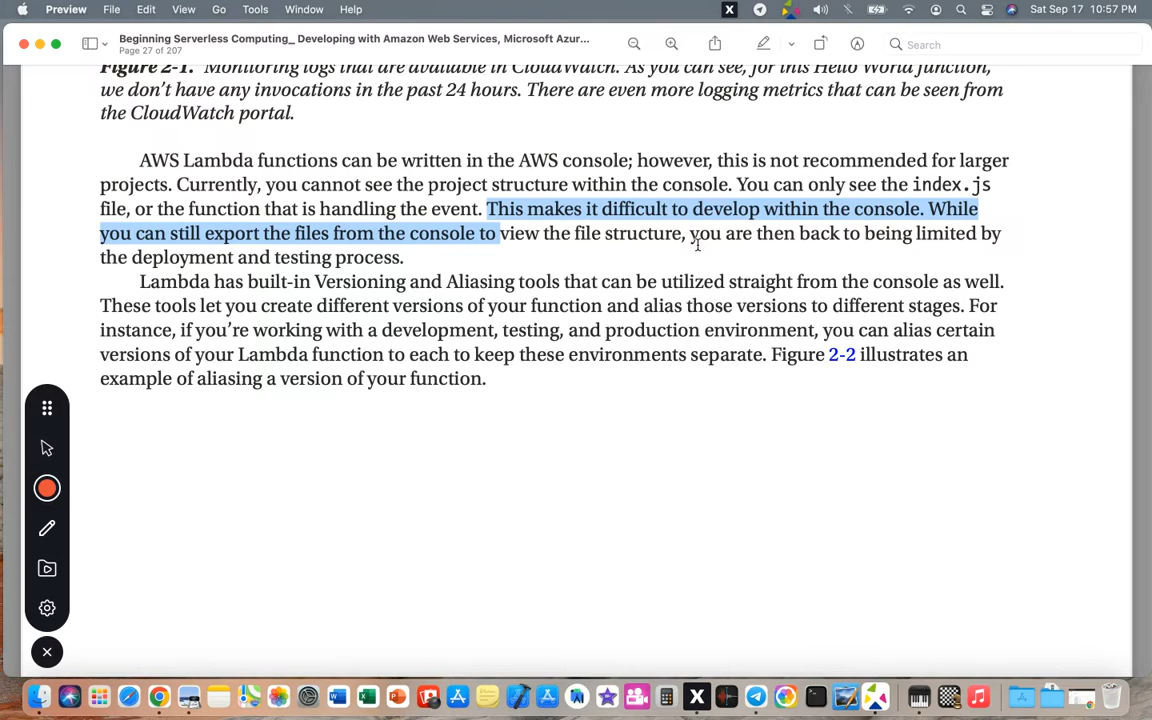 Preview File Edit View Go Tools Window Help Sat Sep 17 10:57 PM
Beginning Serverless Computing_ Developing with Amazon Web Services, Microsoft Azur...
Page 27 of 207
Search
Figure 2-1. Monitoring logs that are available in CloudWatch. As you can see, for this Hello World function,
we don't have any invocations in the past 24 hours. There are even more logging metrics that can be seen from
the CloudWatch portal.
AWS Lambda functions can be written in the AWS console; however, this is not recommended for larger
projects. Currently, you cannot see the project structure within the console. You can only see the index.js
file, or the function that is handling the event. This makes it difficult to develop within the console. While
you can still export the files from the console to view the file structure, you are then back to being limited by
the deployment and testing process.
Lambda has built-in Versioning and Aliasing tools that can be utilized straight from the console as well.
These tools let you create different versions of your function and alias those versions to different stages. For
instance, if you're working with a development, testing, and production environment, you can alias certain
versions of your Lambda function to each to keep these environments separate. Figure 2-2 illustrates an
example of aliasing a version of your function.